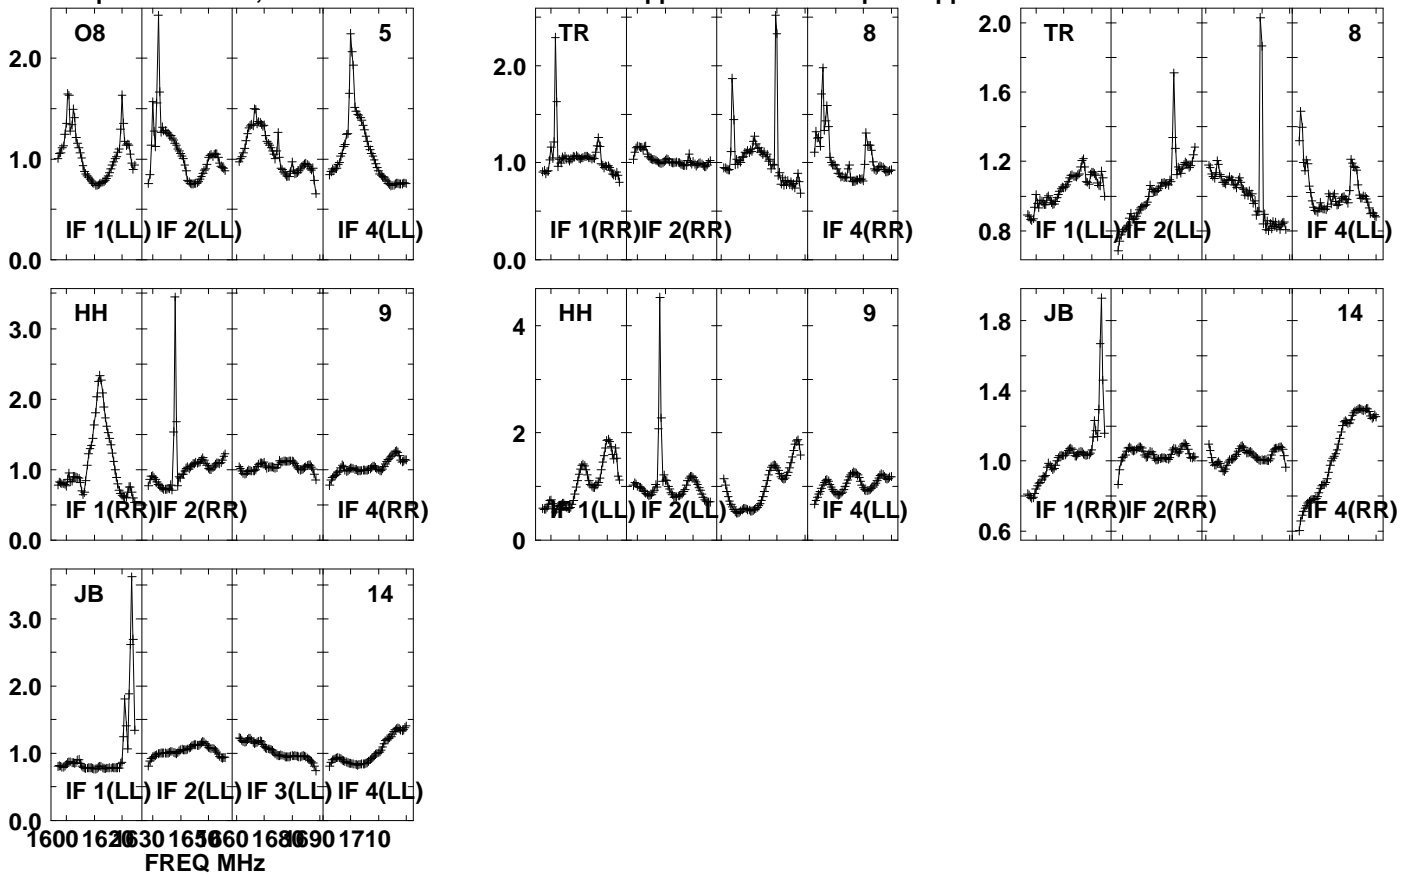 O8 5
2.0
1.0
0.0
IF 1(LL) IF 2(LL) IF 4(LL)
TR 8
2.0
1.0
0.0
IF 1(RR) IF 2(RR) IF 4(RR)
TR 8
2.0
1.6
1.2
0.8
IF 1(LL) IF 2(LL) IF 4(LL)
HH 9
3.0
2.0
1.0
0.0
IF 1(RR) IF 2(RR) IF 4(RR)
HH 9
4
2
0
IF 1(LL) IF 2(LL) IF 4(LL)
JB 14
1.8
1.4
1.0
0.6
IF 1(RR) IF 2(RR) IF 4(RR)
JB 14
3.0
2.0
1.0
0.0
IF 1(LL) IF 2(LL) IF 3(LL) IF 4(LL)
1600 1620 1630 1650 1660 1680 1690 1710
FREQ MHz